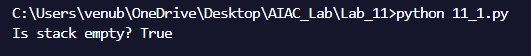 C:\Users\venub\OneDrive\Desktop\AIAC_Lab\Lab_11>python 11_1.py
Is stack empty? True